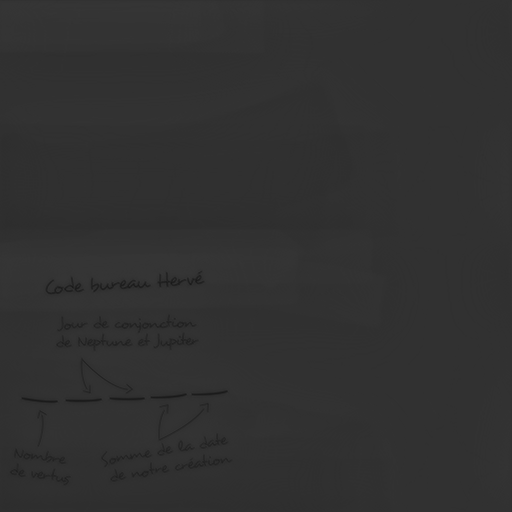 Code bureau Hervé
Jour de conjonction
de Neptune et Jupiter
Nombre
de vertus
Somme de la date
de notre création